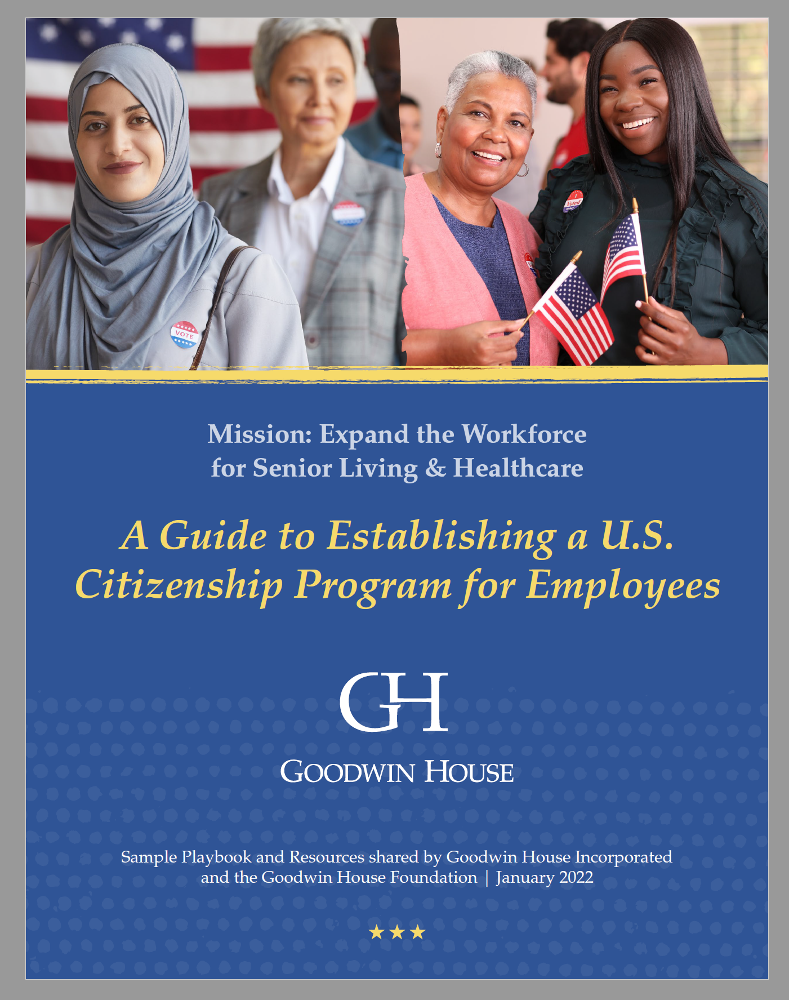 VOTE
I
Voted
Mission: Expand the Workforce
for Senior Living & Healthcare
A Guide to Establishing a U.S.
Citizenship Program for Employees
GH
GOODWIN HOUSE
Sample Playbook and Resources shared by Goodwin House Incorporated
and the Goodwin House Foundation | January 2022